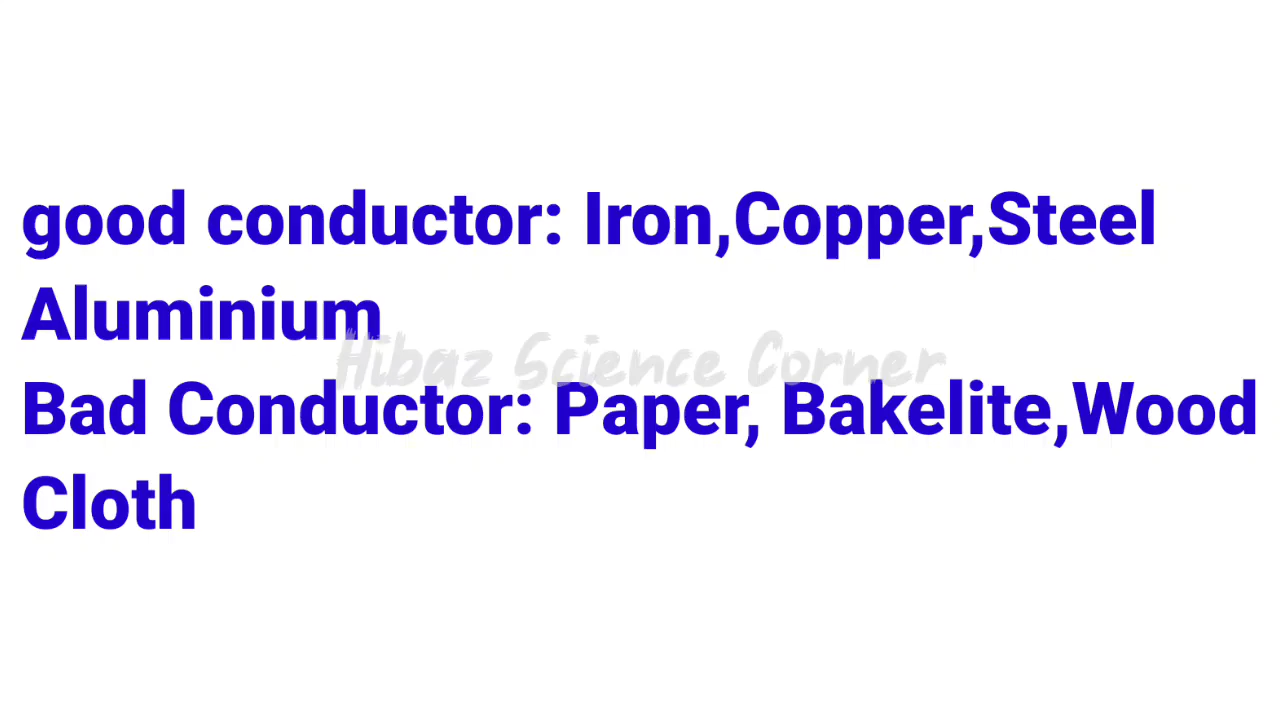 good conductor: Iron,Copper,Steel
Aluminium
Hibaz Science Corner
Bad Conductor: Paper, Bakelite,Wood
Cloth